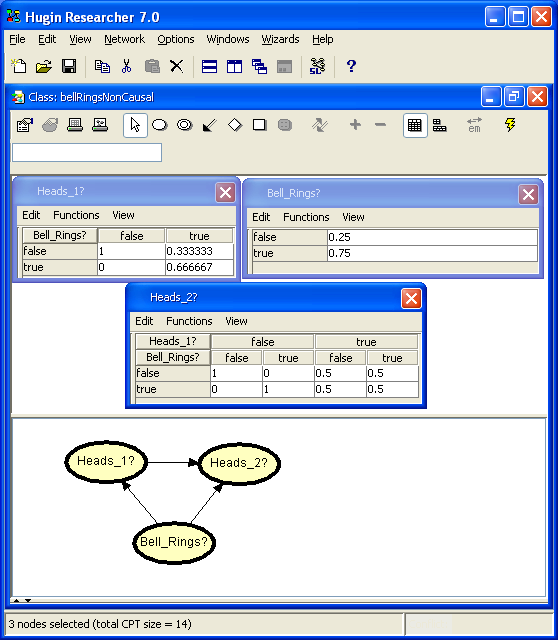 Hugin Researcher 7.0
File Edit View Network Options Windows Wizards Help
SL ?
Class: bellRingsNonCausal
em
Heads_1?
Edit Functions View
Bell_Rings? false true
false 1 0.333333
true 0 0.666667
Bell_Rings?
Edit Functions View
false 0.25
true 0.75
Heads_2?
Edit Functions View
Heads_1? false true
Bell_Rings? false true false true
false 1 0 0.5 0.5
true 0 1 0.5 0.5
Heads_1? Heads_2?
Bell_Rings?
3 nodes selected (total CPT size = 14)